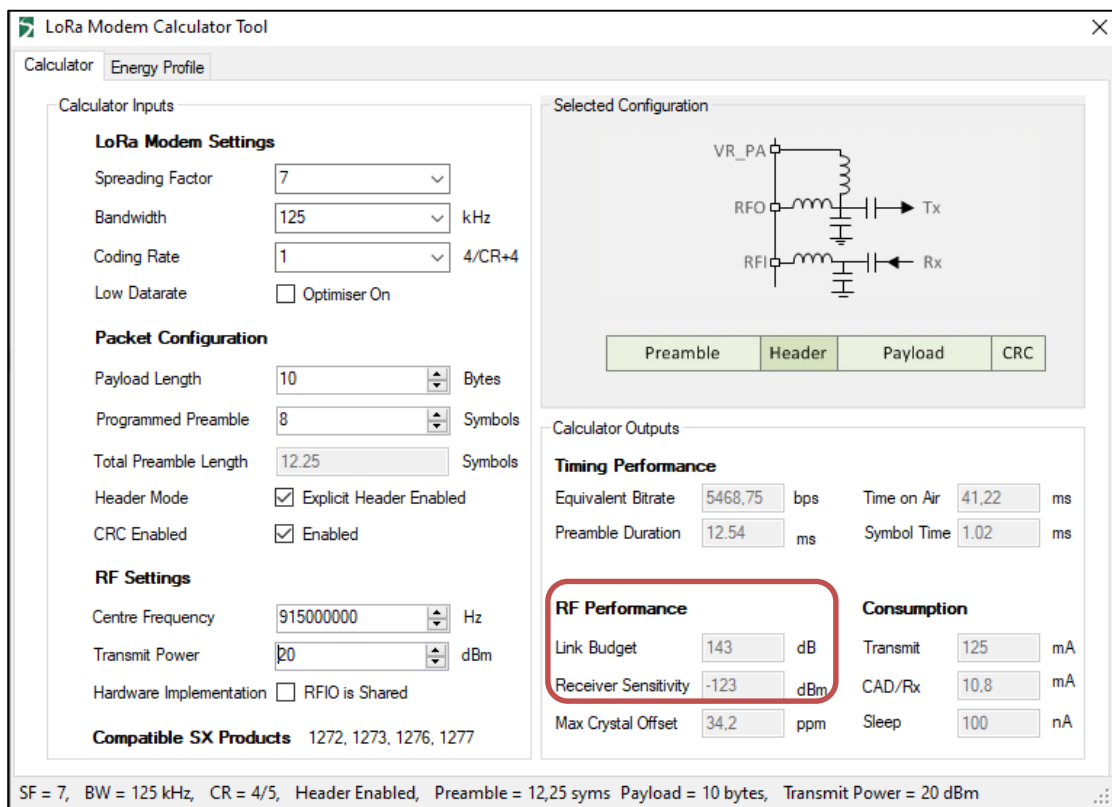 LoRa Modem Calculator Tool
Calculator Energy Profile
Calculator Inputs
LoRa Modem Settings
Spreading Factor 7
Bandwidth 125 kHz
Coding Rate 1 4/CR+4
Low Datarate Optimiser On
Packet Configuration
Payload Length 10 Bytes
Programmed Preamble 8 Symbols
Total Preamble Length 12.25 Symbols
Header Mode Explicit Header Enabled
CRC Enabled Enabled
RF Settings
Centre Frequency 915000000 Hz
Transmit Power 20 dBm
Hardware Implementation RFIO is Shared
Compatible SX Products 1272, 1273, 1276, 1277
Selected Configuration
VR_PA
RFO Tx
RFI Rx
Preamble Header Payload CRC
Calculator Outputs
Timing Performance
Equivalent Bitrate 5468,75 bps Time on Air 41,22 ms
Preamble Duration 12.54 ms Symbol Time 1.02 ms
RF Performance Consumption
Link Budget 143 dB Transmit 125 mA
Receiver Sensitivity -123 dBm CAD/Rx 10,8 mA
Max Crystal Offset 34,2 ppm Sleep 100 nA
SF = 7, BW = 125 kHz, CR = 4/5, Header Enabled, Preamble = 12,25 syms Payload = 10 bytes, Transmit Power = 20 dBm